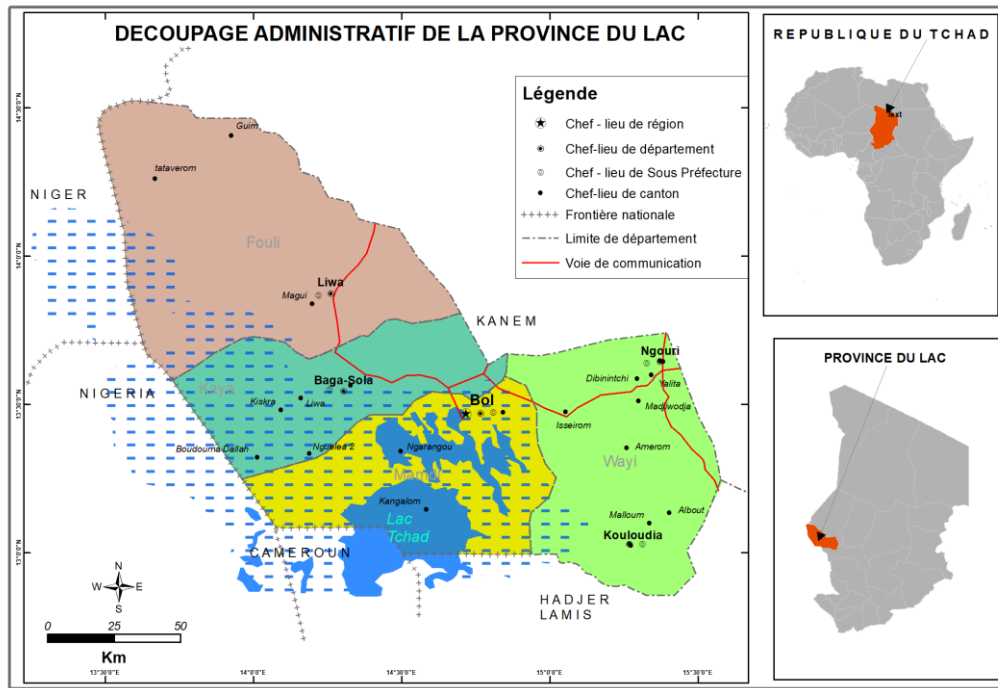 DECOUPAGE ADMINISTRATIF DE LA PROVINCE DU LAC
Légende
Chef - lieu de région
Chef-lieu de département
Chef - lieu de Sous Préfecture
Chef-lieu de canton
Frontière nationale
Limite de département
Voie de communication
14°30'0"N
14°0'0"N
13°30'0"N
13°0'0"N
Guim
tataverom
NIGER
Fouli
Liwa
Magui
KANEM
NIGERIA
Kaya
Baga-Sola
Kiskra
Liwa
Ngouri
Dibinintchi
Yalita
Madjiwodja
Bol
Isseirom
Boudouma Dallah
Nguelea 2
Ngarangou
Amerom
Wayi
Kangalom
Lac
Tchad
Malloum
Albout
Kouloudia
CAMEROUN
HADJER
LAMIS
N
W
E
S
0
25
50
Km
13°30'0"E
14°0'0"E
14°30'0"E
15°0'0"E
15°30'0"E
REPUBLIQUE DU TCHAD
Text
PROVINCE DU LAC